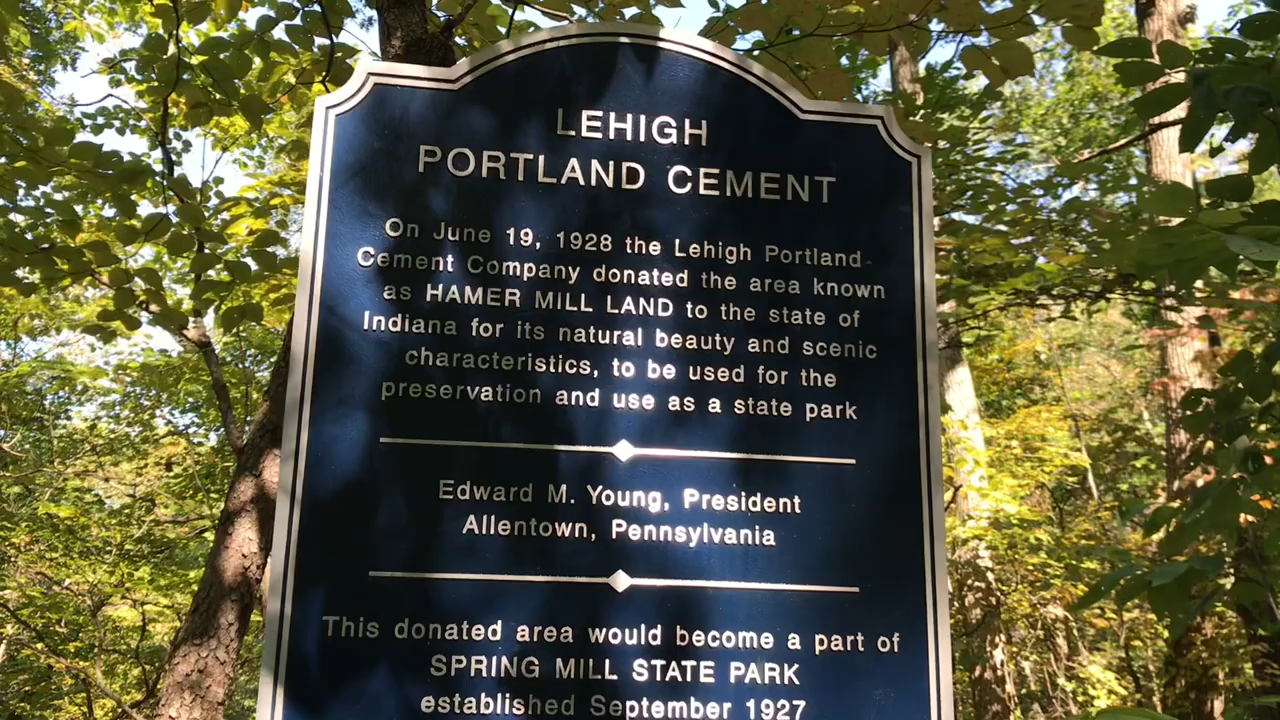 LEHIGH
PORTLAND CEMENT
On June 19, 1928 the Lehigh Portland
Cement Company donated the area known
as HAMER MILL LAND to the state of
Indiana for its natural beauty and scenic
characteristics, to be used for the
preservation and use as a state park
Edward M. Young, President
Allentown, Pennsylvania
This donated area would become a part of
SPRING MILL STATE PARK
established September 1927